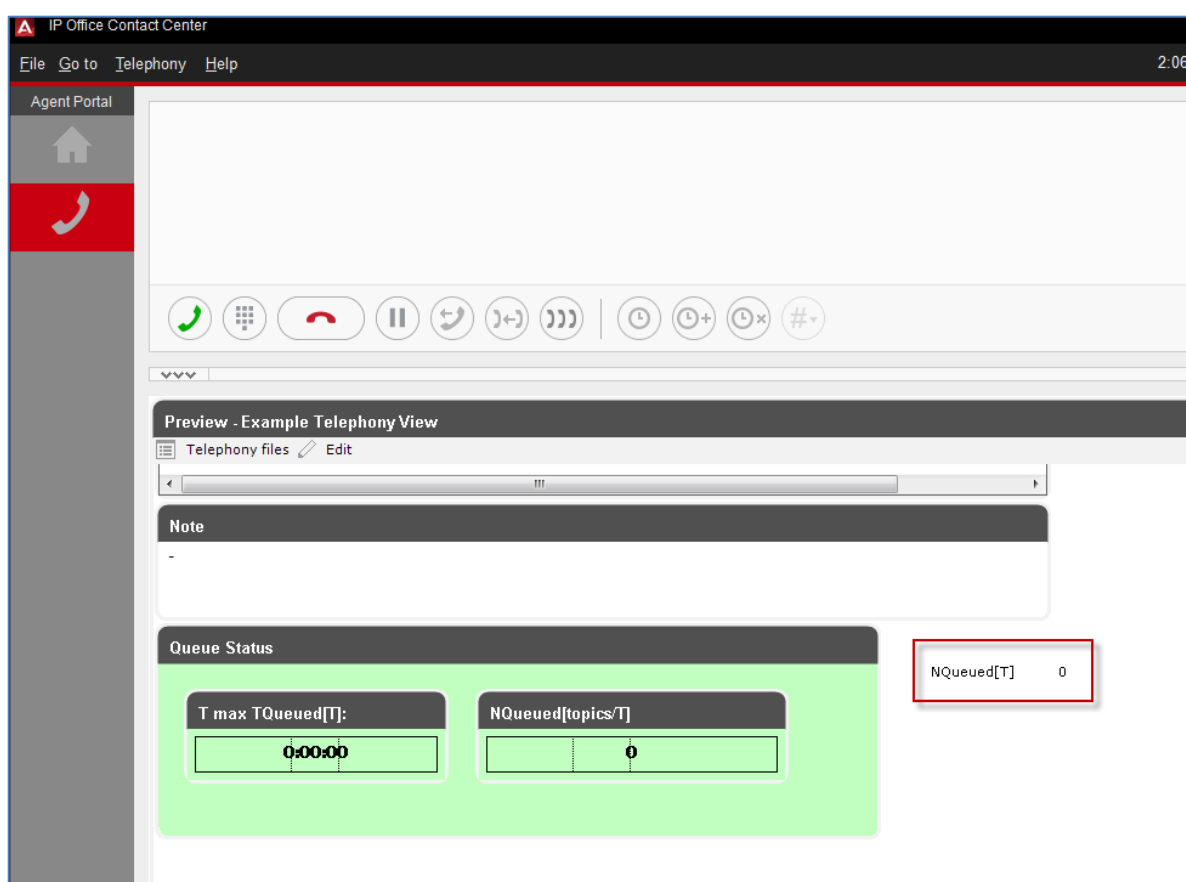 IP Office Contact Center
File Go to Telephony Help 2:06
Agent Portal
Preview - Example Telephony View
Telephony files Edit
Note
-
Queue Status
NQueued[T] 0
T max TQueued[T]: NQueued[topics/T]
0:00:00 0